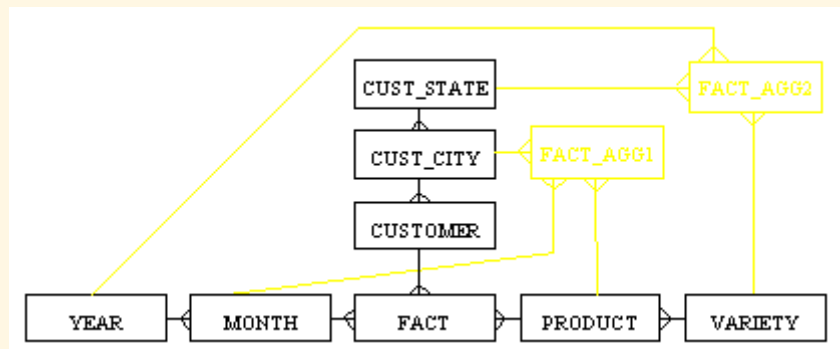 CUST_STATE
FACT_AGG2
CUST_CITY
FACT_AGG1
CUSTOMER
YEAR
MONTH
FACT
PRODUCT
VARIETY